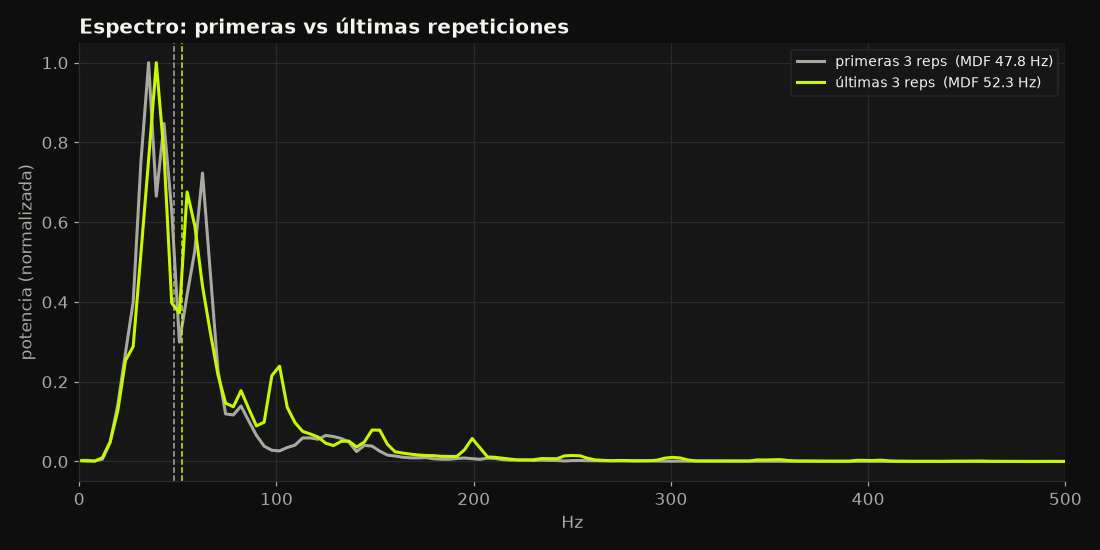 Espectro: primeras vs últimas repeticiones
primeras 3 reps (MDF 47.8 Hz)
últimas 3 reps (MDF 52.3 Hz)
potencia (normalizada)
1.0
0.8
0.6
0.4
0.2
0.0
0 100 200 300 400 500
Hz